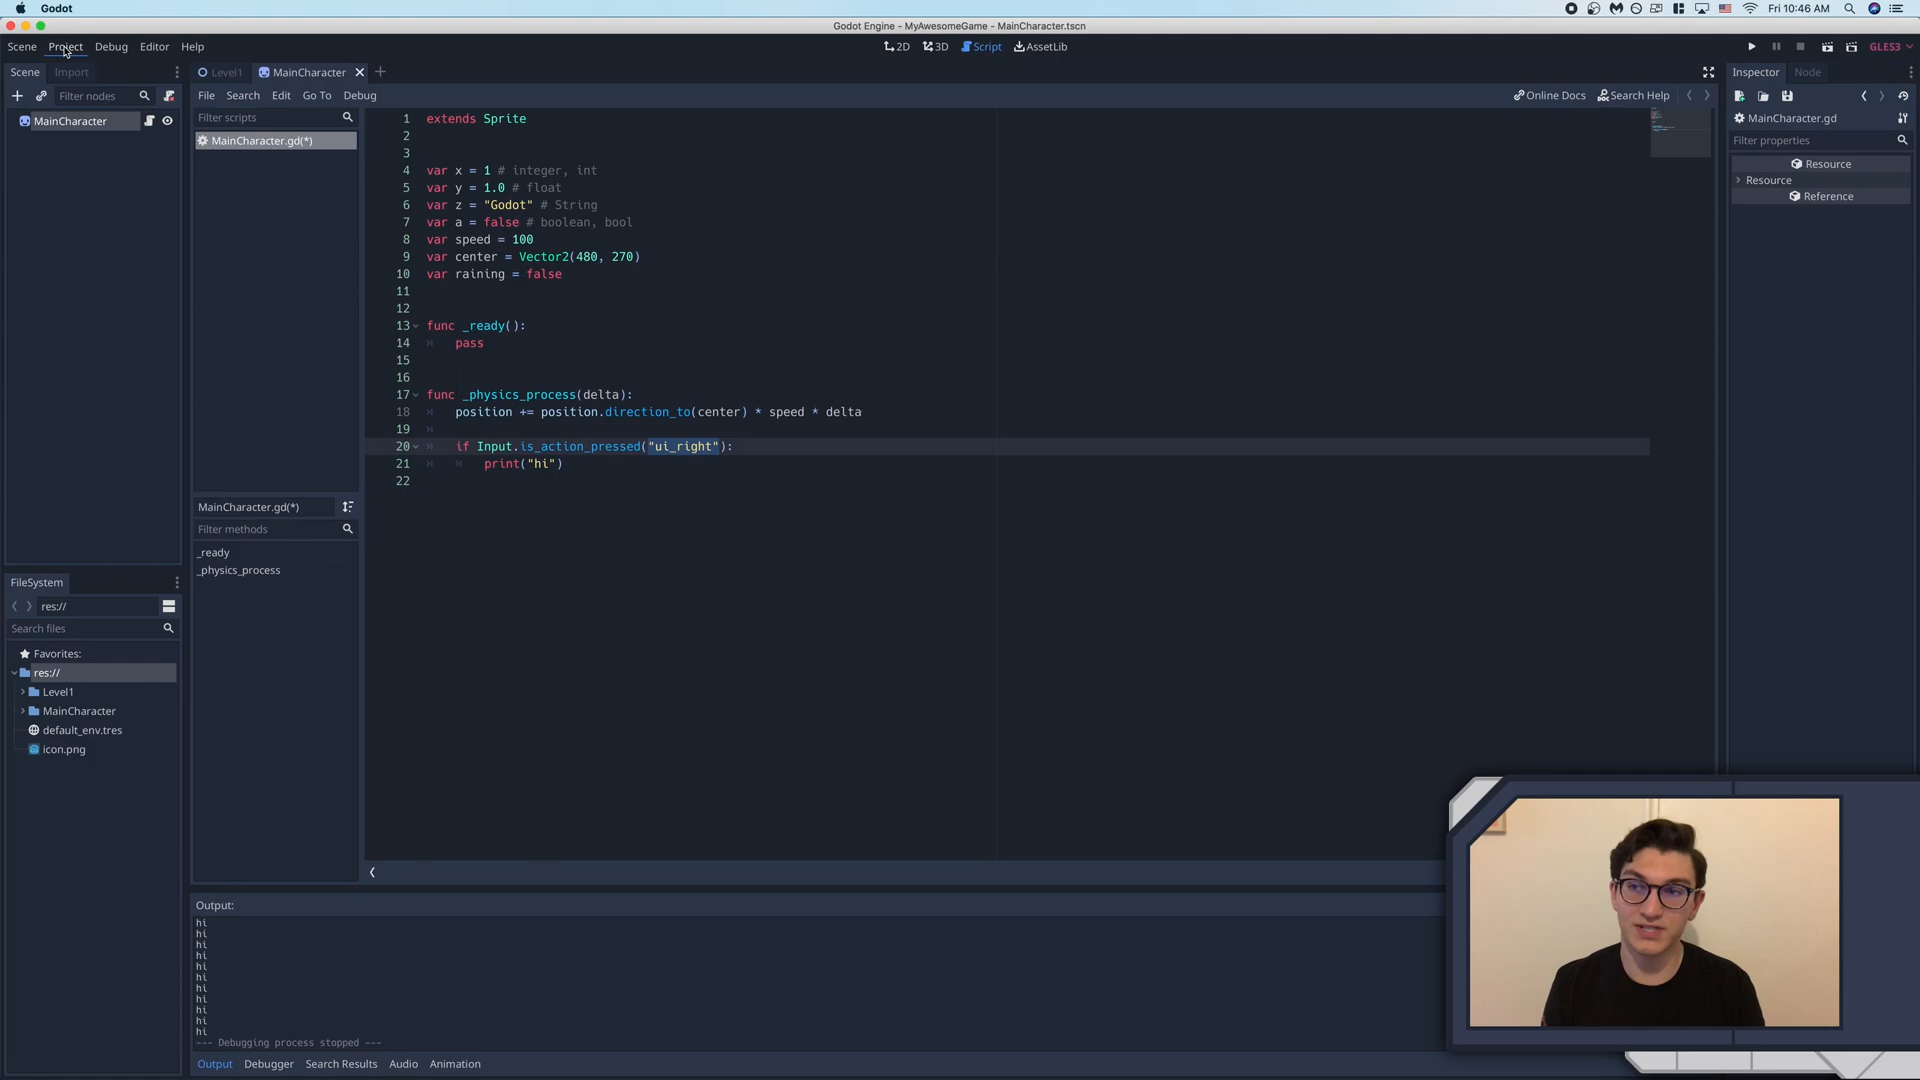 Godot
Fri 10:46 AM
Godot Engine - MyAwesomeGame - MainCharacter.tscn
Scene Project Debug Editor Help
2D 3D Script AssetLib
GLES3
Scene Import
Level1 MainCharacter
Inspector Node
Filter nodes
File Search Edit Go To Debug
Online Docs Search Help
MainCharacter
Filter scripts
MainCharacter.gd(*)
MainCharacter.gd
Filter properties
Resource
Resource
Reference
1 extends Sprite
2
3
4 var x = 1 # integer, int
5 var y = 1.0 # float
6 var z = "Godot" # String
7 var a = false # boolean, bool
8 var speed = 100
9 var center = Vector2(480, 270)
10 var raining = false
11
12
13 func _ready():
14 pass
15
16
17 func _physics_process(delta):
18 position += position.direction_to(center) * speed * delta
19
20 if Input.is_action_pressed("ui_right"):
21 print("hi")
22
MainCharacter.gd(*)
Filter methods
_ready
_physics_process
FileSystem
res://
Search files
Favorites:
res://
Level1
MainCharacter
default_env.tres
icon.png
Output:
hi
hi
hi
hi
hi
hi
hi
hi
hi
hi
hi
--- Debugging process stopped ---
Output Debugger Search Results Audio Animation